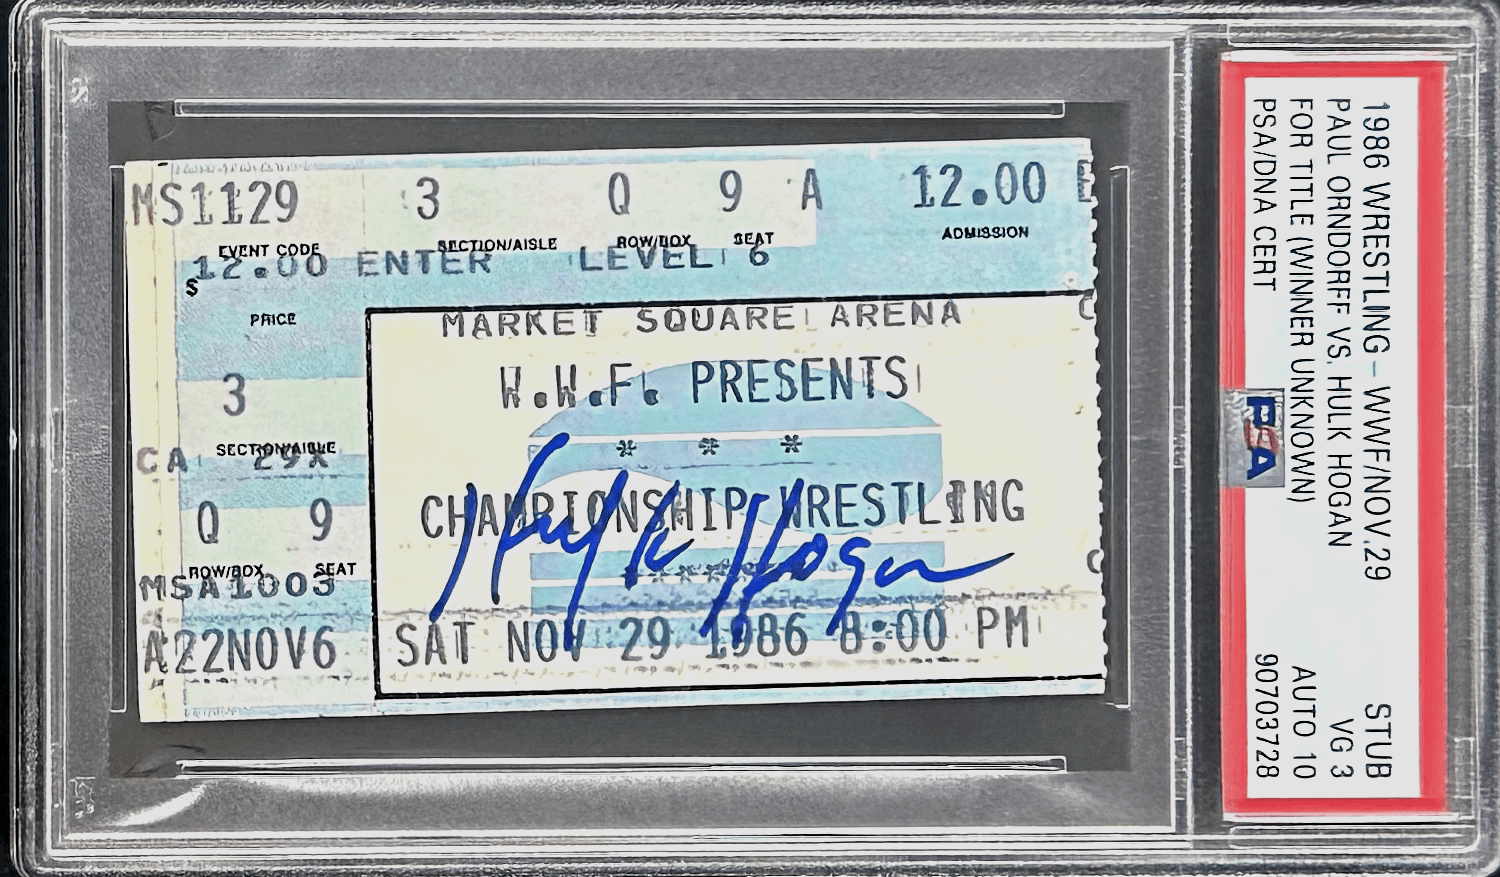 MS1129 3 Q 9 A 12.00
EVENT CODE SECTION/AISLE ROW/BOX SEAT ADMISSION
$ 12.00 ENTER LEVEL 6
PRICE
MARKET SQUARE ARENA
W.W.F. PRESENTS
3
* * *
SECTION/AISLE
CA 29X
CHAMPIONSHIP WRESTLING
Hulk Hogan
Q 9
ROW/BOX SEAT
MSA1003
A22NOV6
SAT NOV 29 1986 8:00 PM
1986 WRESTLING - WWF/NOV.29 STUB
PAUL ORNDORFF VS. HULK HOGAN VG 3
FOR TITLE (WINNER UNKNOWN) AUTO 10
PSA/DNA CERT 90703728
PSA